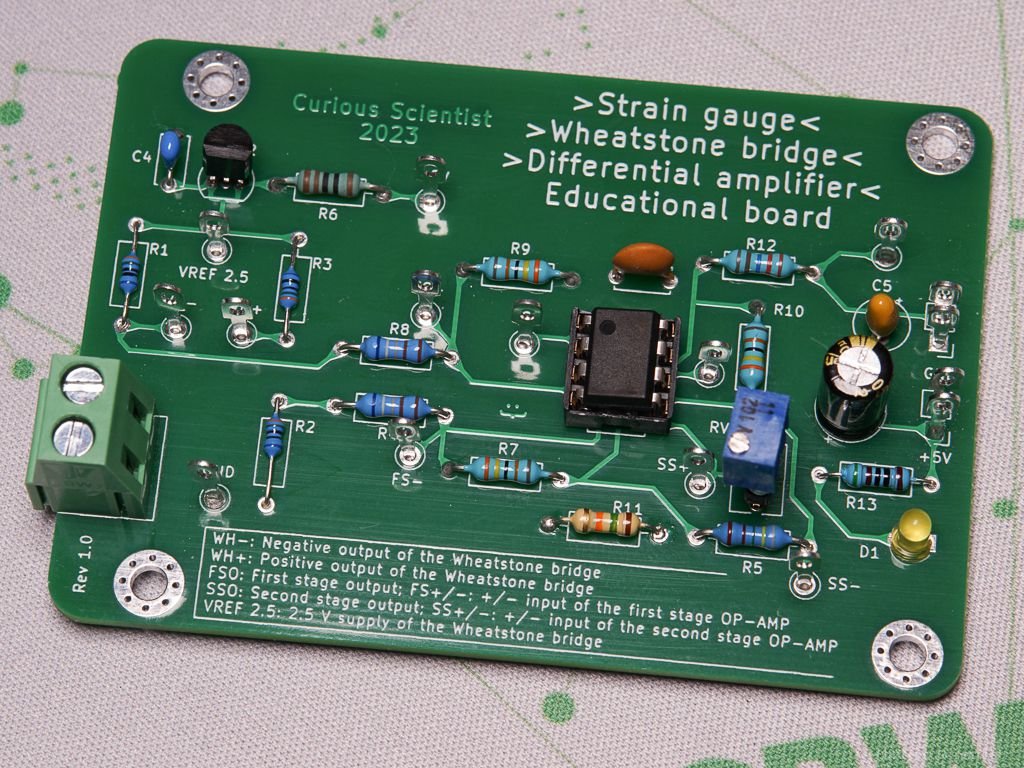 Curious Scientist
2023
>Strain gauge<
>Wheatstone bridge<
>Differential amplifier<
Educational board
C4
R6
R1
VREF 2.5
R3
-
+
R9
R12
C5
R10
R8
R2
R7
FS-
SS+
RV
+5V
R13
R11
R5
D1
SS-
Rev 1.0
WH-: Negative output of the Wheatstone bridge
WH+: Positive output of the Wheatstone bridge
FSO: First stage output; FS+/-: +/- input of the first stage OP-AMP
SSO: Second stage output; SS+/-: +/- input of the second stage OP-AMP
VREF 2.5: 2.5 V supply of the Wheatstone bridge